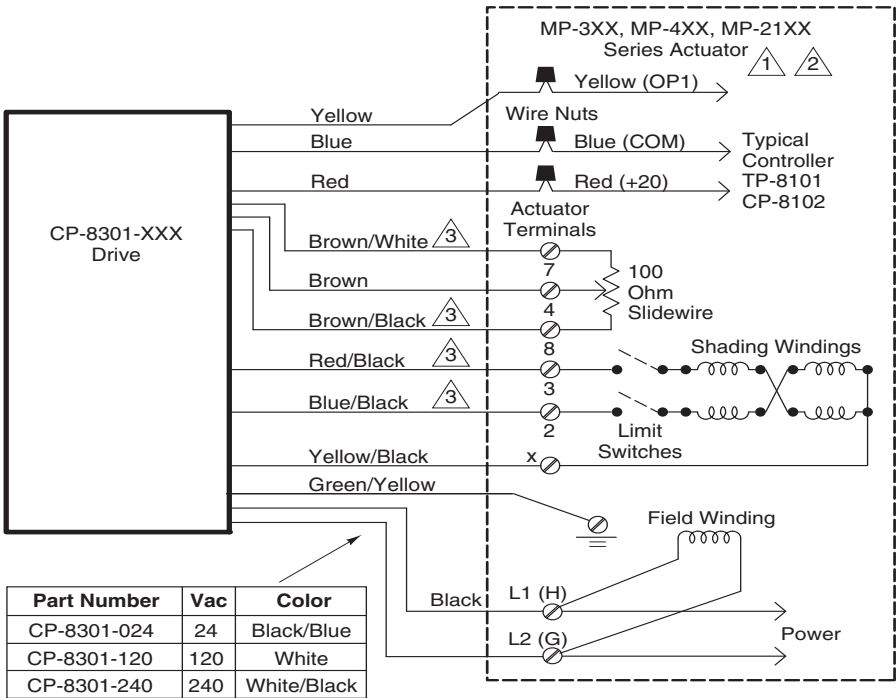 MP-3XX, MP-4XX, MP-21XX
Series Actuator
1
2
Yellow (OP1)
Yellow
Wire Nuts
Blue
Blue (COM)
Typical
Controller
TP-8101
CP-8102
Red
Red (+20)
CP-8301-XXX
Drive
Actuator
Terminals
Brown/White
3
7
100
Ohm
Slidewire
Brown
4
Brown/Black
3
8
Red/Black
3
3
Shading Windings
Blue/Black
3
2
Limit
Switches
Yellow/Black
x
Green/Yellow
Field Winding
Black
L1 (H)
L2 (G)
Power
Part Number Vac Color
CP-8301-024 24 Black/Blue
CP-8301-120 120 White
CP-8301-240 240 White/Black